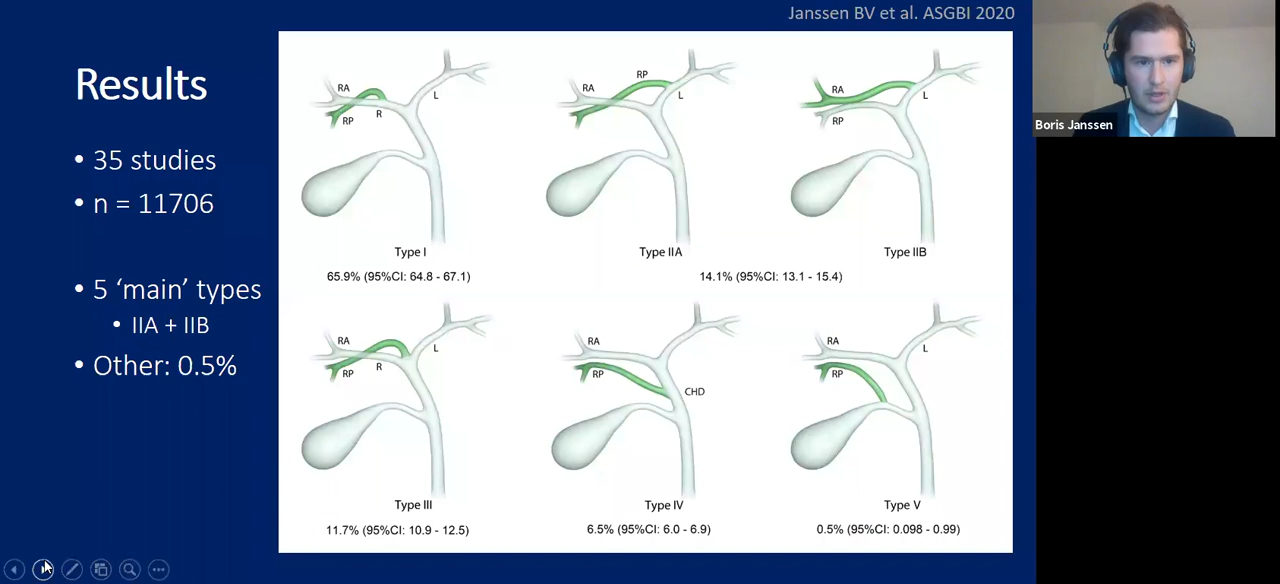 Janssen BV et al. ASGBI 2020
Boris Janssen
Results
• 35 studies
• n = 11706
• 5 ‘main’ types
• IIA + IIB
• Other: 0.5%
RA
RP
R
L
Type I
65.9% (95%CI: 64.8 - 67.1)
RA
RP
L
Type IIA
RA
RP
L
Type IIB
14.1% (95%CI: 13.1 - 15.4)
RA
RP
R
L
Type III
11.7% (95%CI: 10.9 - 12.5)
RA
RP
CHD
Type IV
6.5% (95%CI: 6.0 - 6.9)
RA
RP
L
Type V
0.5% (95%CI: 0.098 - 0.99)